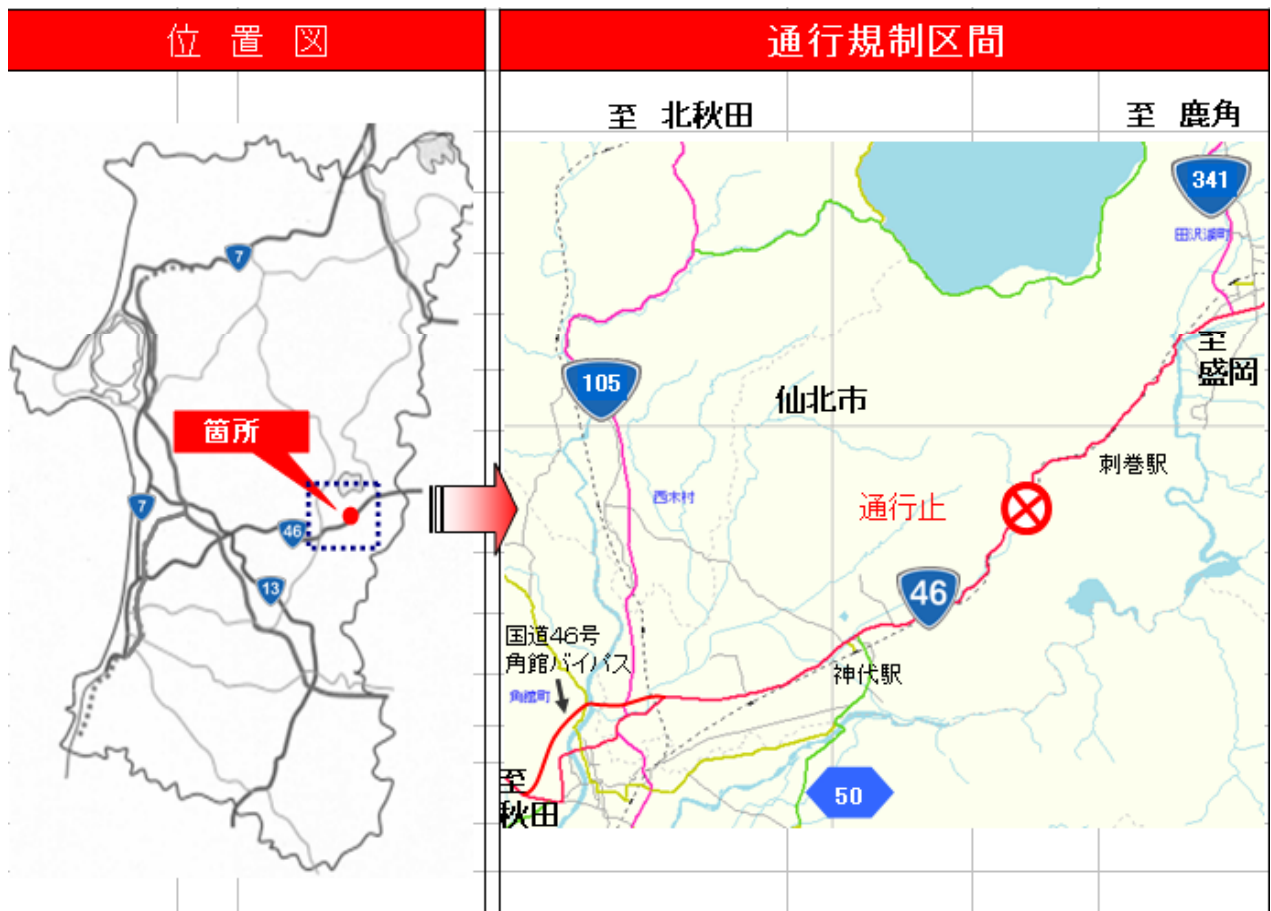 位置図
通行規制区間
7
箇所
7
46
13
至 北秋田
至 鹿角
341
田沢湖町
至
盛岡
105
仙北市
刺巻駅
西木村
通行止
46
国道46号
角館バイパス
角館町
神代駅
至
秋田
50